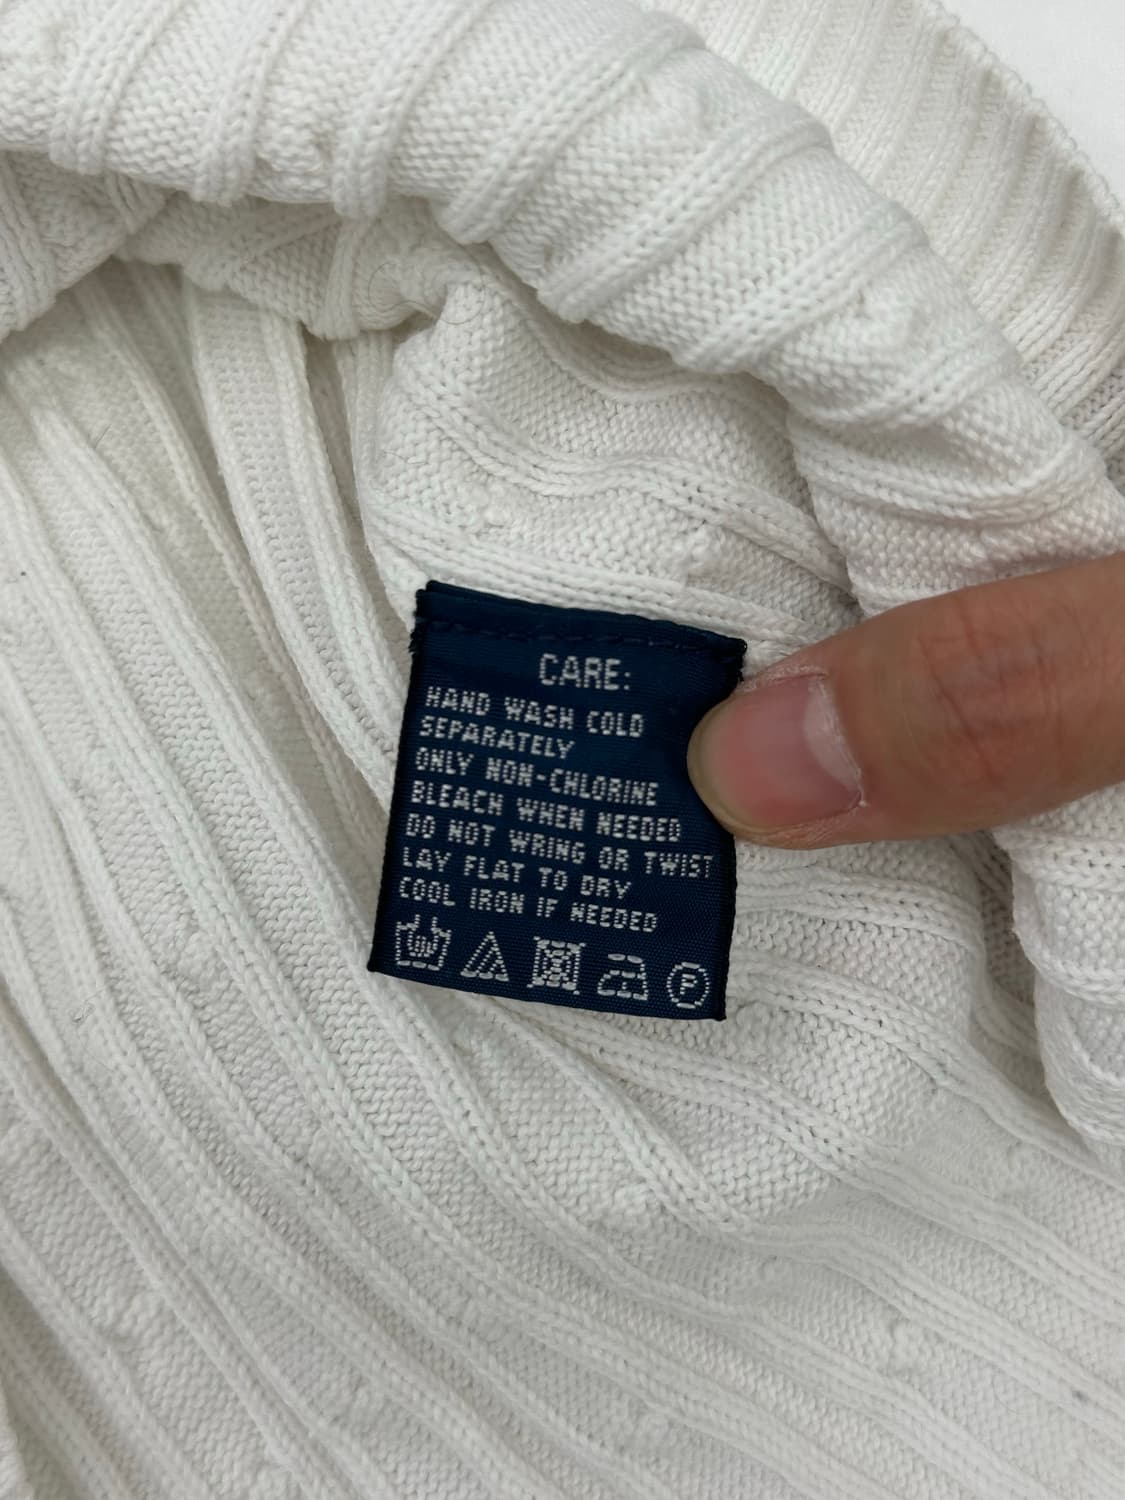 CARE:
HAND WASH COLD
SEPARATELY
ONLY NON-CHLORINE
BLEACH WHEN NEEDED
DO NOT WRING OR TWIST
LAY FLAT TO DRY
COOL IRON IF NEEDED
P